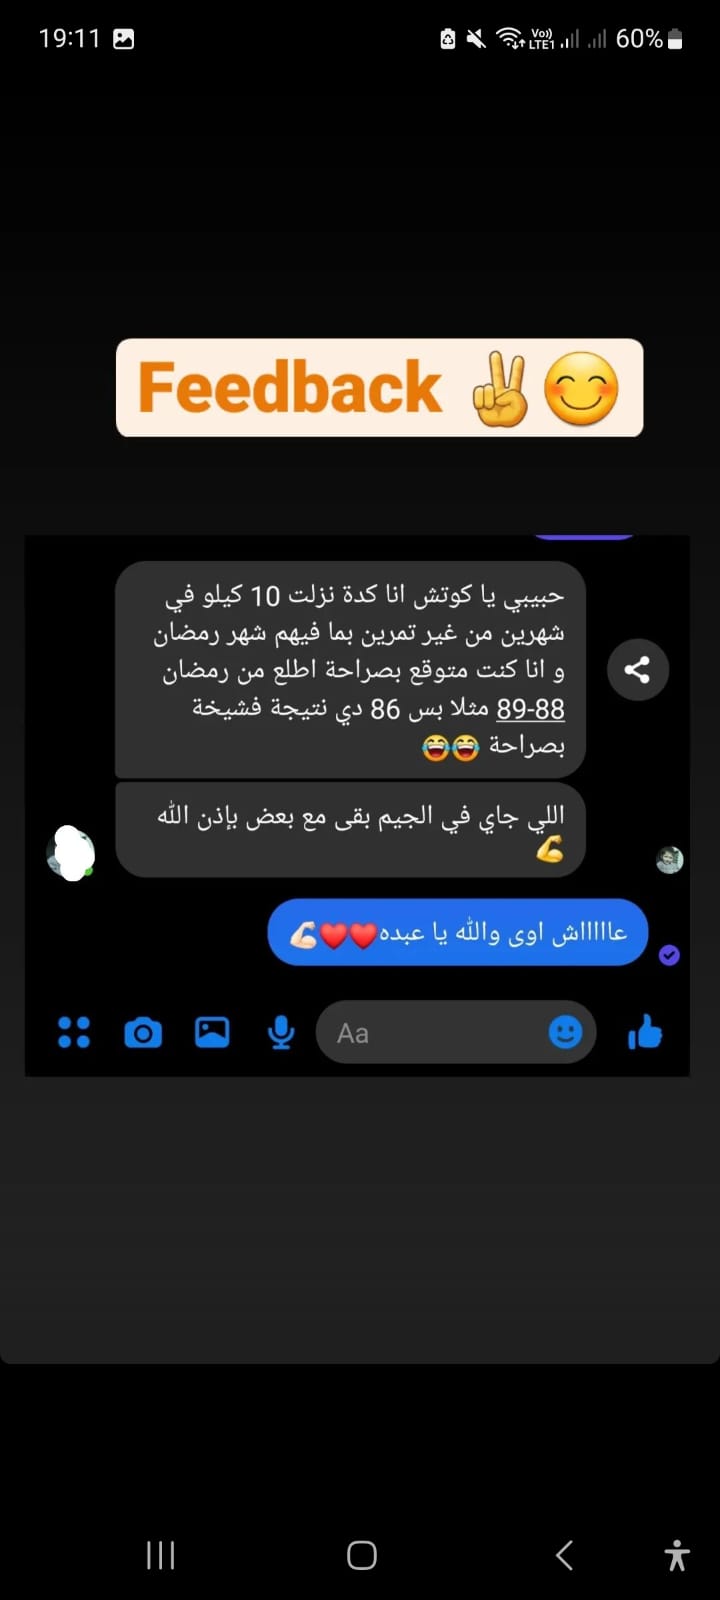 19:11
Vo))
LTE1
60%
Feedback ✌😊
حبيبي يا كوتش انا كدة نزلت 10 كيلو في
شهرين من غير تمرين بما فيهم شهر رمضان
و انا كنت متوقع بصراحة اطلع من رمضان
88-89 مثلا بس 86 دي نتيجة فشيخة
بصراحة 😂😂
اللي جاي في الجيم بقى مع بعض بإذن الله
💪
عااااااش اوى والله يا عبده❤❤💪🏻
Aa